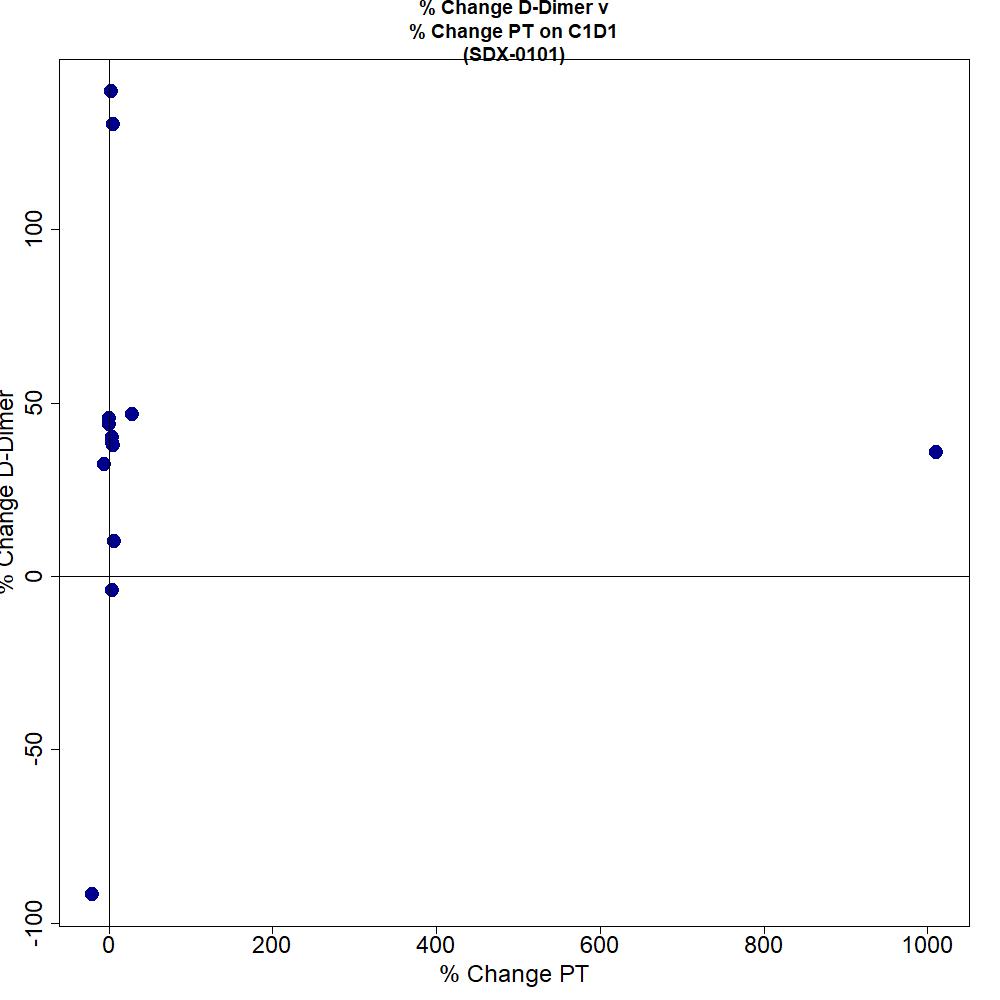 % Change D-Dimer v
% Change PT on C1D1
(SDX-0101)
100
50
0
-50
-100
% Change D-Dimer
0
200
400
600
800
1000
% Change PT